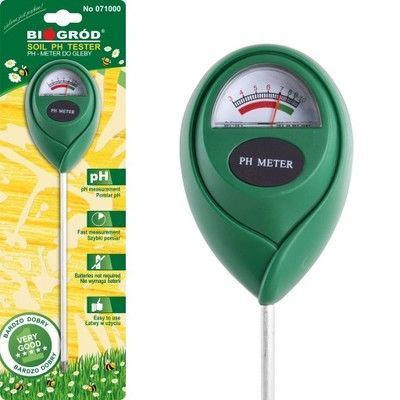 No 071000
BIOGRÓD
SOIL PH TESTER
PH - METER DO GLEBY
PH METER
pH
pH measurement
Pomiar pH
Fast measurement
Szybki pomiar
Batteries not required
Nie wymaga baterii
Easy to use
Łatwy w użyciu
BARDZO DOBRY
VERY GOOD
BARDZO DOBRY
PH METER